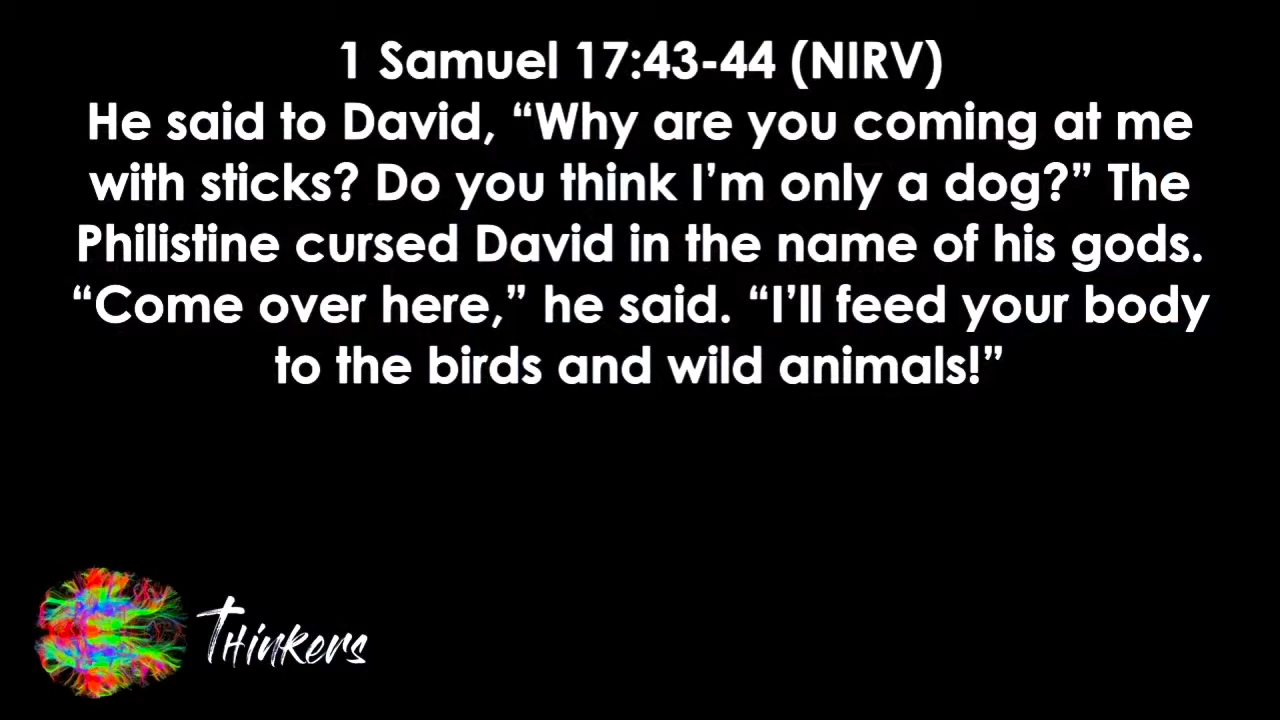 1 Samuel 17:43-44 (NIRV)
He said to David, “Why are you coming at me
with sticks? Do you think I’m only a dog?” The
Philistine cursed David in the name of his gods.
“Come over here,” he said. “I’ll feed your body
to the birds and wild animals!”
THinkers